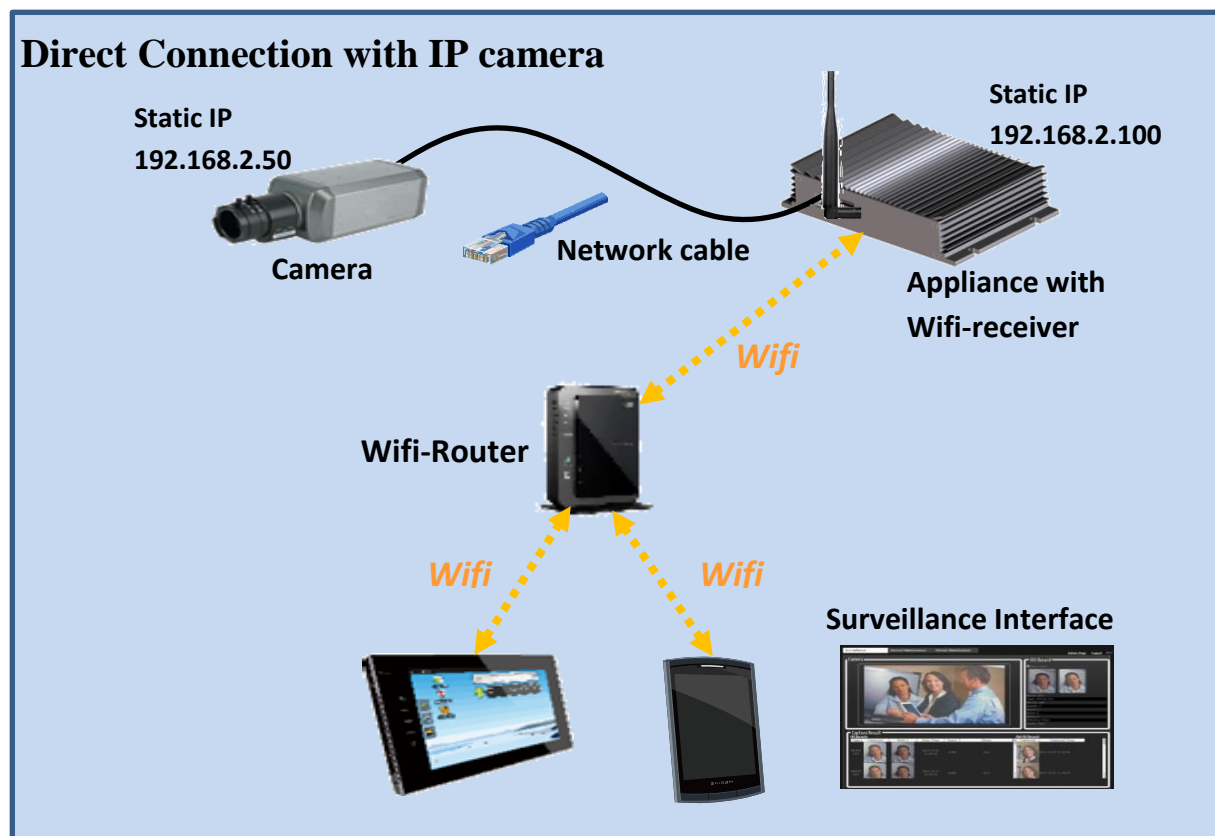 Direct Connection with IP camera
Static IP
192.168.2.50
Static IP
192.168.2.100
Camera
Network cable
Appliance with
Wifi-receiver
Wifi
Wifi-Router
Wifi
Wifi
Surveillance Interface